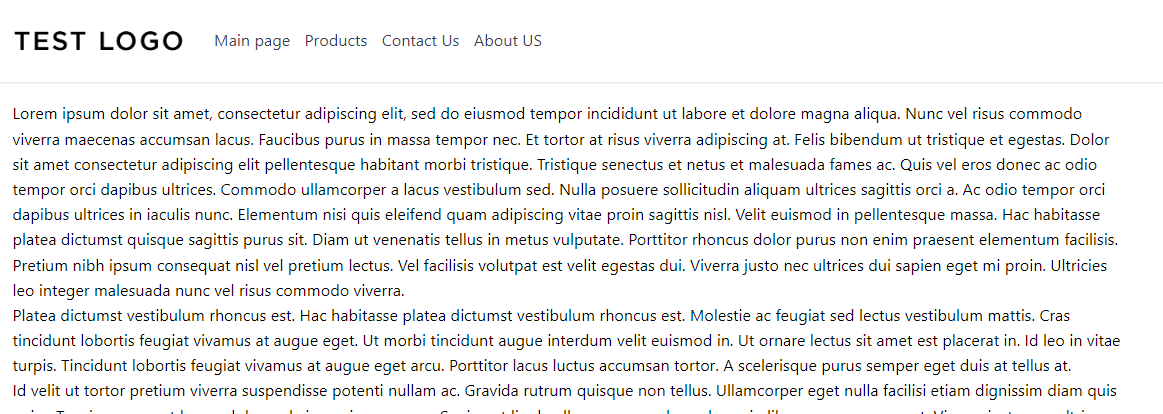 TEST LOGO Main page Products Contact Us About US
Lorem ipsum dolor sit amet, consectetur adipiscing elit, sed do eiusmod tempor incididunt ut labore et dolore magna aliqua. Nunc vel risus commodo
viverra maecenas accumsan lacus. Faucibus purus in massa tempor nec. Et tortor at risus viverra adipiscing at. Felis bibendum ut tristique et egestas. Dolor
sit amet consectetur adipiscing elit pellentesque habitant morbi tristique. Tristique senectus et netus et malesuada fames ac. Quis vel eros donec ac odio
tempor orci dapibus ultrices. Commodo ullamcorper a lacus vestibulum sed. Nulla posuere sollicitudin aliquam ultrices sagittis orci a. Ac odio tempor orci
dapibus ultrices in iaculis nunc. Elementum nisi quis eleifend quam adipiscing vitae proin sagittis nisl. Velit euismod in pellentesque massa. Hac habitasse
platea dictumst quisque sagittis purus sit. Diam ut venenatis tellus in metus vulputate. Porttitor rhoncus dolor purus non enim praesent elementum facilisis.
Pretium nibh ipsum consequat nisl vel pretium lectus. Vel facilisis volutpat est velit egestas dui. Viverra justo nec ultrices dui sapien eget mi proin. Ultricies
leo integer malesuada nunc vel risus commodo viverra.
Platea dictumst vestibulum rhoncus est. Hac habitasse platea dictumst vestibulum rhoncus est. Molestie ac feugiat sed lectus vestibulum mattis. Cras
tincidunt lobortis feugiat vivamus at augue eget. Ut morbi tincidunt augue interdum velit euismod in. Ut ornare lectus sit amet est placerat in. Id leo in vitae
turpis. Tincidunt lobortis feugiat vivamus at augue eget arcu. Porttitor lacus luctus accumsan tortor. A scelerisque purus semper eget duis at tellus at.
Id velit ut tortor pretium viverra suspendisse potenti nullam ac. Gravida rutrum quisque non tellus. Ullamcorper eget nulla facilisi etiam dignissim diam quis